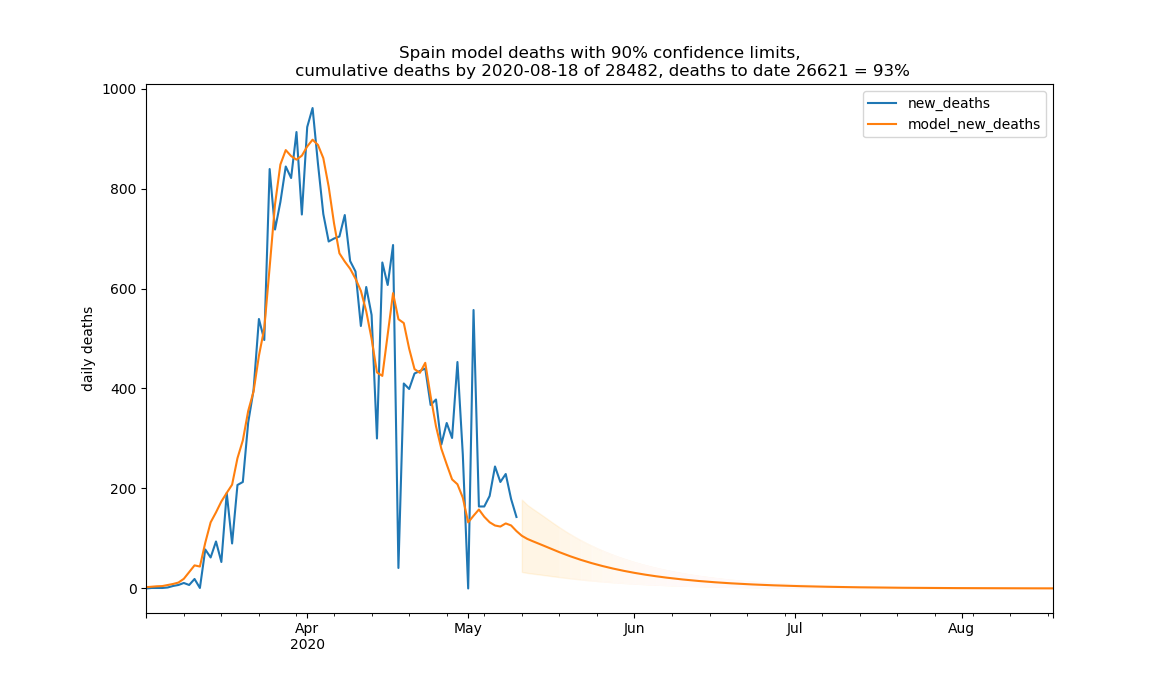 Spain model deaths with 90% confidence limits,
cumulative deaths by 2020-08-18 of 28482, deaths to date 26621 = 93%
new_deaths
model_new_deaths
daily deaths
1000
800
600
400
200
0
Apr
2020
May
Jun
Jul
Aug